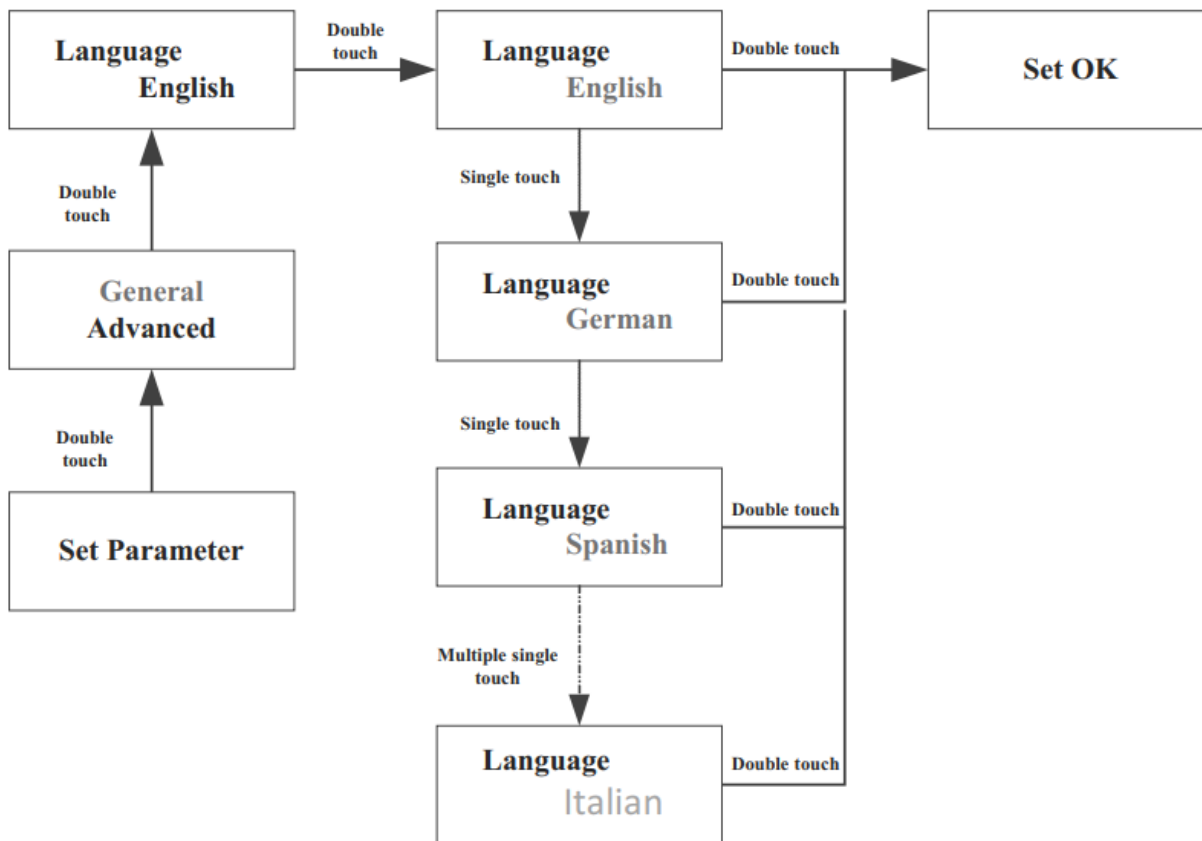 Language
English
Double
touch
Language
English
Double touch
Set OK
Double
touch
Single touch
General
Advanced
Language
German
Double touch
Double
touch
Single touch
Set Parameter
Language
Spanish
Double touch
Multiple single
touch
Language
Italian
Double touch